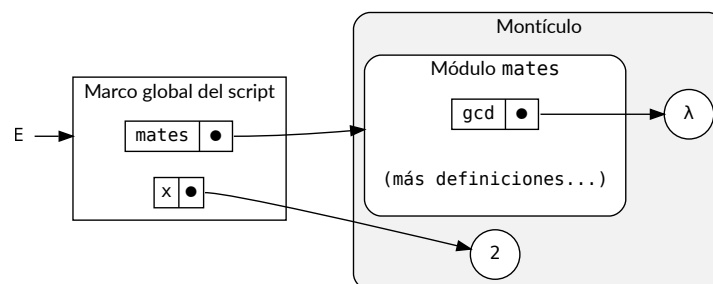 Montículo
Módulo mates
Marco global del script
gcd
λ
E
mates
(más definiciones...)
x
2